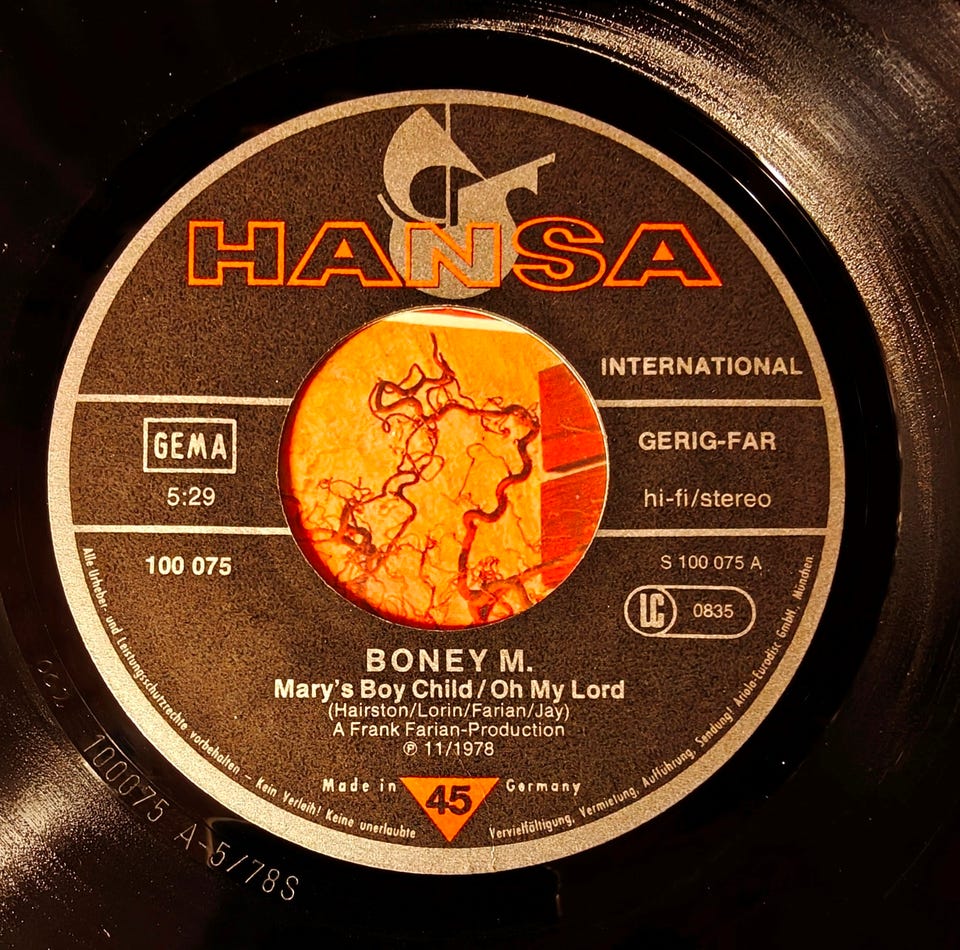 HANSA
INTERNATIONAL
GEMA
GERIG-FAR
5:29
hi-fi/stereo
100 075
S 100 075 A
LC 0835
BONEY M.
Mary's Boy Child / Oh My Lord
(Hairston/Lorin/Farian/Jay)
A Frank Farian-Production
℗ 11/1978
Made in 45 Germany
Alle Urheber- und Leistungsschutzrechte vorbehalten – Kein Verleih! Keine unerlaubte Vervielfältigung, Vermietung, Aufführung, Sendung! Ariola-Eurodisc GmbH, München.
100075 A-5/78S